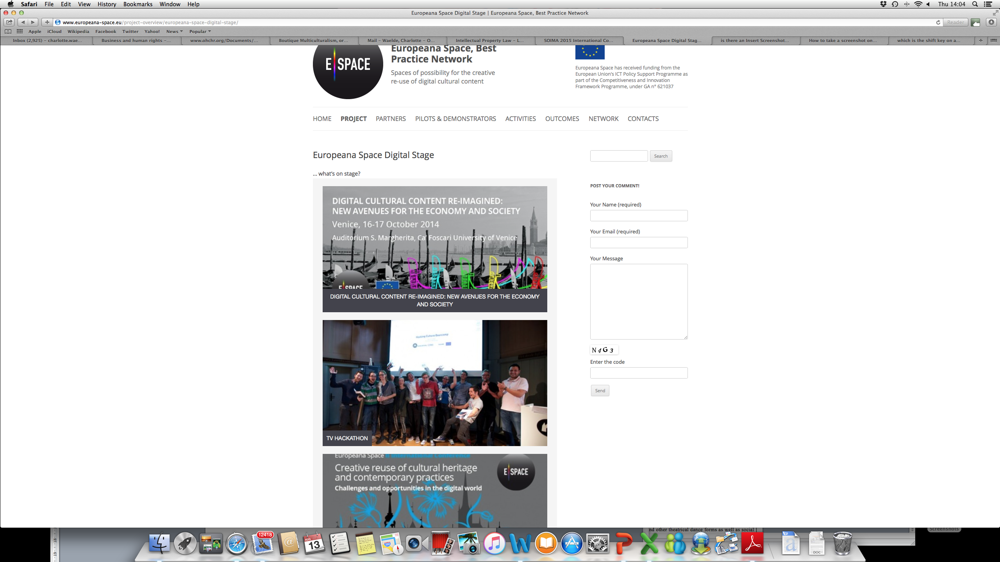 Safari File Edit View History Bookmarks Window Help
Thu 14:04
Europeana Space Digital Stage | Europeana Space, Best Practice Network
www.europeana-space.eu/project-overview/europeana-space-digital-stage/
Reader
Apple iCloud Wikipedia Facebook Twitter Yahoo! News Popular
Inbox (2,925) – charlotte.wae...
Business and human rights –...
www.ohchr.org/Documents/...
Boutique Multiculturalism, or...
Mail – Waelde, Charlotte – O...
Intellectual Property Law – L...
SOIMA 2015 International Co...
Europeana Space Digital Stag...
is there an Insert Screenshot...
How to take a screenshot on...
which is the shift key on a...
E SPACE
Europeana Space, Best
Practice Network
Spaces of possibility for the creative
re-use of digital cultural content
Europeana Space has received funding from the
European Union's ICT Policy Support Programme as
part of the Competitiveness and Innovation
Framework Programme, under GA n° 621037
HOME PROJECT PARTNERS PILOTS & DEMONSTRATORS ACTIVITIES OUTCOMES NETWORK CONTACTS
Europeana Space Digital Stage
... what's on stage?
DIGITAL CULTURAL CONTENT RE-IMAGINED:
NEW AVENUES FOR THE ECONOMY AND SOCIETY
Venice, 16-17 October 2014
Auditorium S. Margherita, Ca' Foscari University of Venice
E SPACE
DIGITAL CULTURAL CONTENT RE-IMAGINED: NEW AVENUES FOR THE ECONOMY
AND SOCIETY
Hacking Culture Bootcamp
TV HACKATHON
Europeana Space II International Conference
Creative reuse of cultural heritage
and contemporary practices
Challenges and opportunities in the digital world
E SPACE
Search
POST YOUR COMMENT!
Your Name (required)
Your Email (required)
Your Message
N4G3
Enter the code
Send
nd other theatrical dance forms as well as social
Screenshots
12418
AUG
13
280
DOC